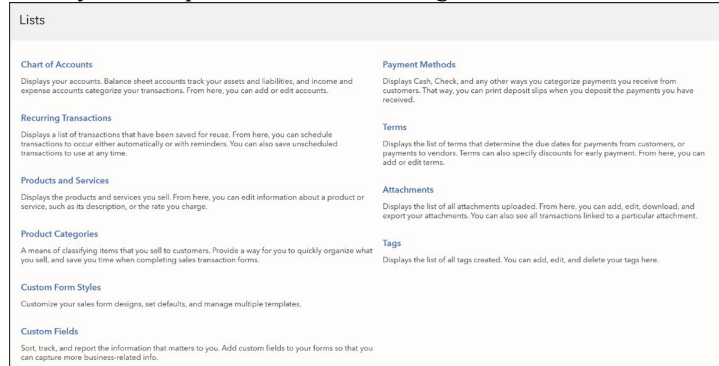 Lists
Chart of Accounts
Displays your accounts. Balance sheet accounts track your assets and liabilities, and income and
expense accounts categorize your transactions. From here, you can add or edit accounts.
Recurring Transactions
Displays a list of transactions that have been saved for reuse. From here, you can schedule
transactions to occur either automatically or with reminders. You can also save unscheduled
transactions to use at any time.
Products and Services
Displays the products and services you sell. From here, you can edit information about a product or
service, such as its description, or the rate you charge.
Product Categories
A means of classifying items that you sell to customers. Provide a way for you to quickly organize what
you sell, and save you time when completing sales transaction forms.
Custom Form Styles
Customize your sales form designs, set defaults, and manage multiple templates.
Custom Fields
Sort, track, and report the information that matters to you. Add custom fields to your forms so that you
can capture more business-related info.
Payment Methods
Displays Cash, Check, and any other ways you categorize payments you receive from
customers. That way, you can print deposit slips when you deposit the payments you have
received.
Terms
Displays the list of terms that determine the due dates for payments from customers, or
payments to vendors. Terms can also specify discounts for early payment. From here, you can
add or edit terms.
Attachments
Displays the list of all attachments uploaded. From here, you can add, edit, download, and
export your attachments. You can also see all transactions linked to a particular attachment.
Tags
Displays the list of all tags created. You can add, edit, and delete your tags here.